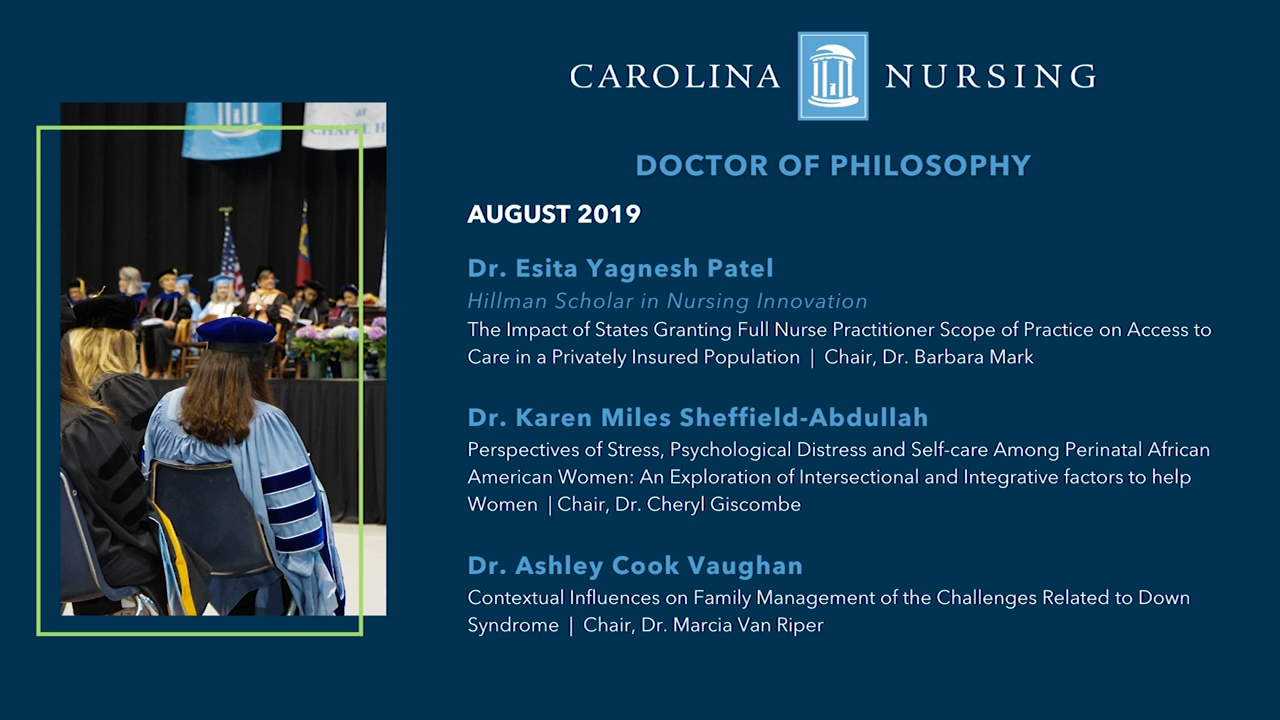 CAROLINA NURSING
at
CHAPEL H
DOCTOR OF PHILOSOPHY
AUGUST 2019
Dr. Esita Yagnesh Patel
Hillman Scholar in Nursing Innovation
The Impact of States Granting Full Nurse Practitioner Scope of Practice on Access to
Care in a Privately Insured Population | Chair, Dr. Barbara Mark
Dr. Karen Miles Sheffield-Abdullah
Perspectives of Stress, Psychological Distress and Self-care Among Perinatal African
American Women: An Exploration of Intersectional and Integrative factors to help
Women | Chair, Dr. Cheryl Giscombe
Dr. Ashley Cook Vaughan
Contextual Influences on Family Management of the Challenges Related to Down
Syndrome | Chair, Dr. Marcia Van Riper